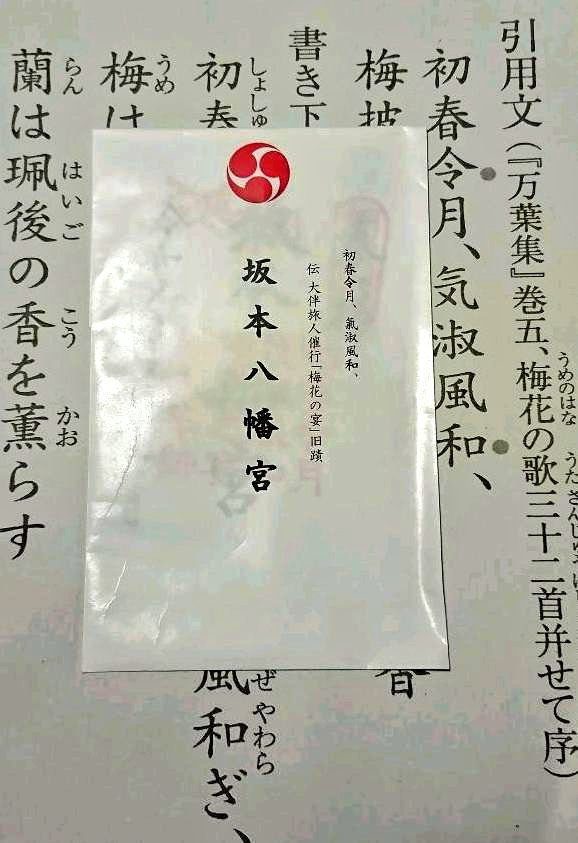 引用文(『万葉集』巻五、梅花の歌三十二首并せて序)
うめのはな うた さんじゅ
初春令月、気淑風和、
梅披 香
書き下
初春 風和ぎ、
しょしゅ ぜやわら
梅は
うめ
蘭は珮後の香を薫らす
らん はいご こう かお
初春令月、氣淑風和、
伝 大伴旅人催行「梅花の宴」旧蹟
坂本八幡宮